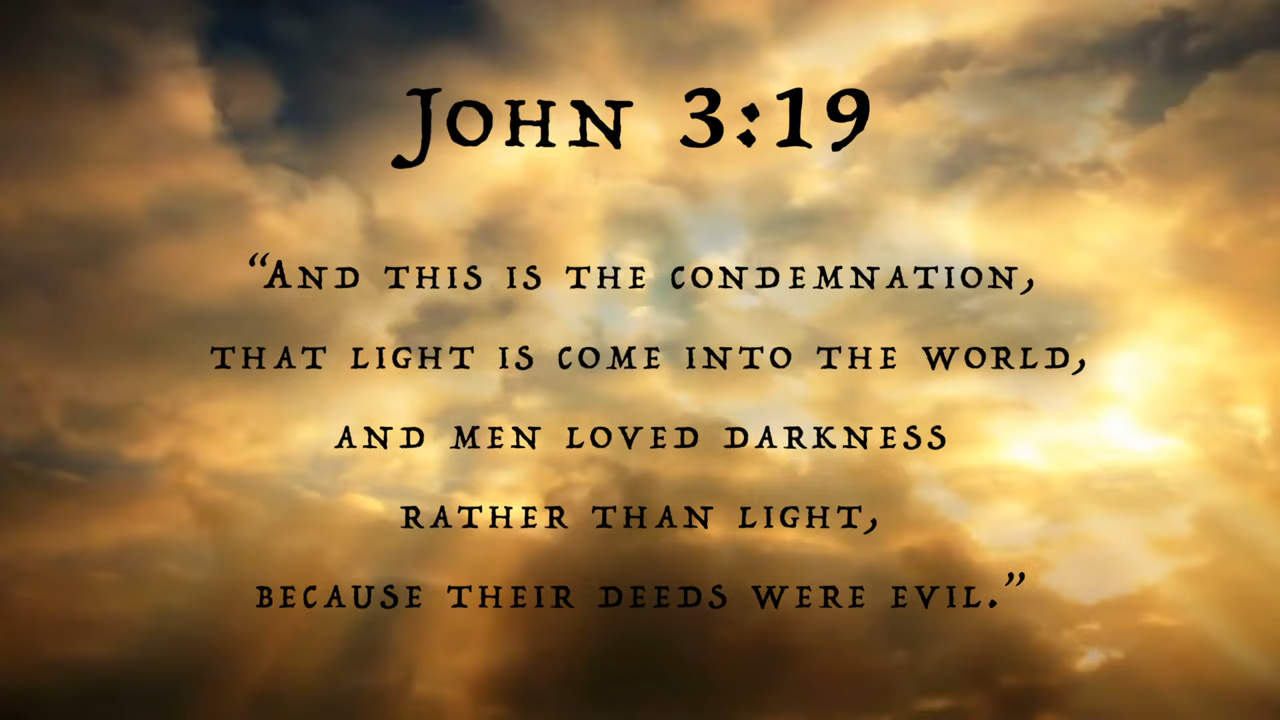 John 3:19
“And this is the condemnation,
that light is come into the world,
and men loved darkness
rather than light,
because their deeds were evil.”